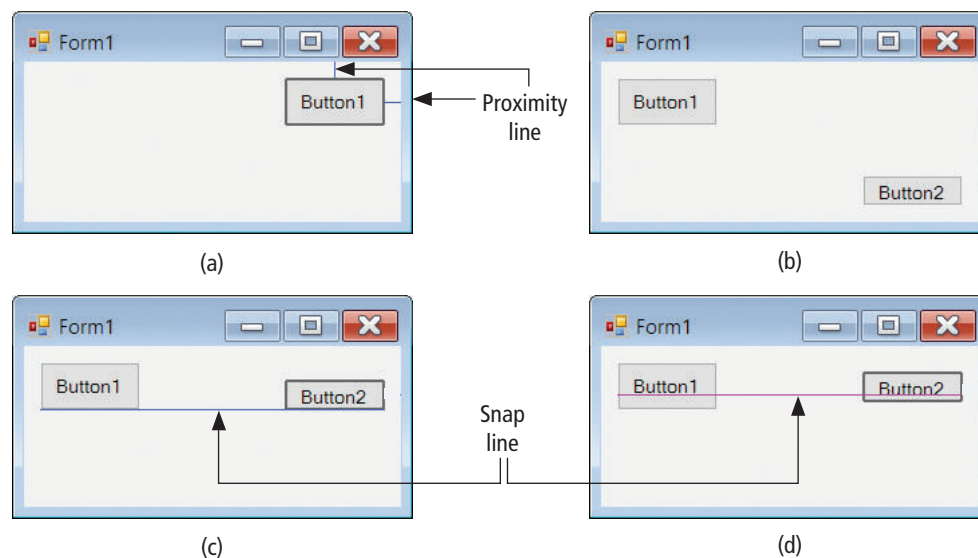 Form1
Button1
Proximity
line
(a)
Form1
Button1
Button2
(b)
Form1
Button1
Button2
(c)
Snap
line
Form1
Button1
Button2
(d)